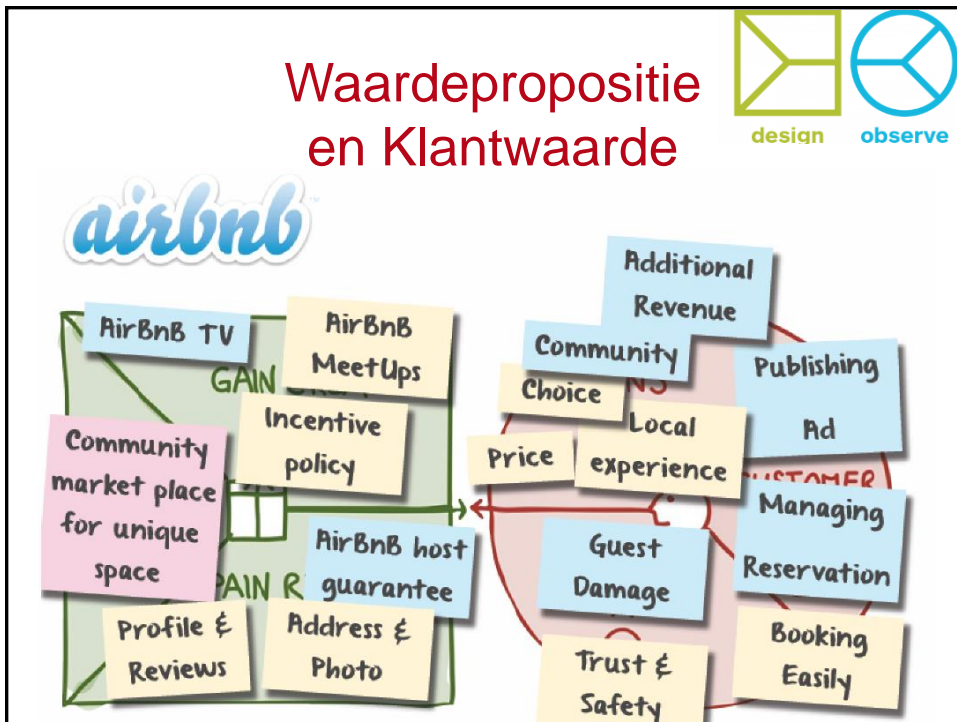 Waardepropositie
en Klantwaarde
design
observe
airbnb
AirBnB TV
AirBnB
MeetUps
GAIN
Incentive
policy
Community
market place
for unique
space
AirBnB host
guarantee
PAIN R
Profile &
Reviews
Address &
Photo
Additional
Revenue
Community
Choice
NS
Local
experience
Price
Publishing
Ad
CUSTOMER
Managing
Reservation
Guest
Damage
Trust &
Safety
Booking
Easily